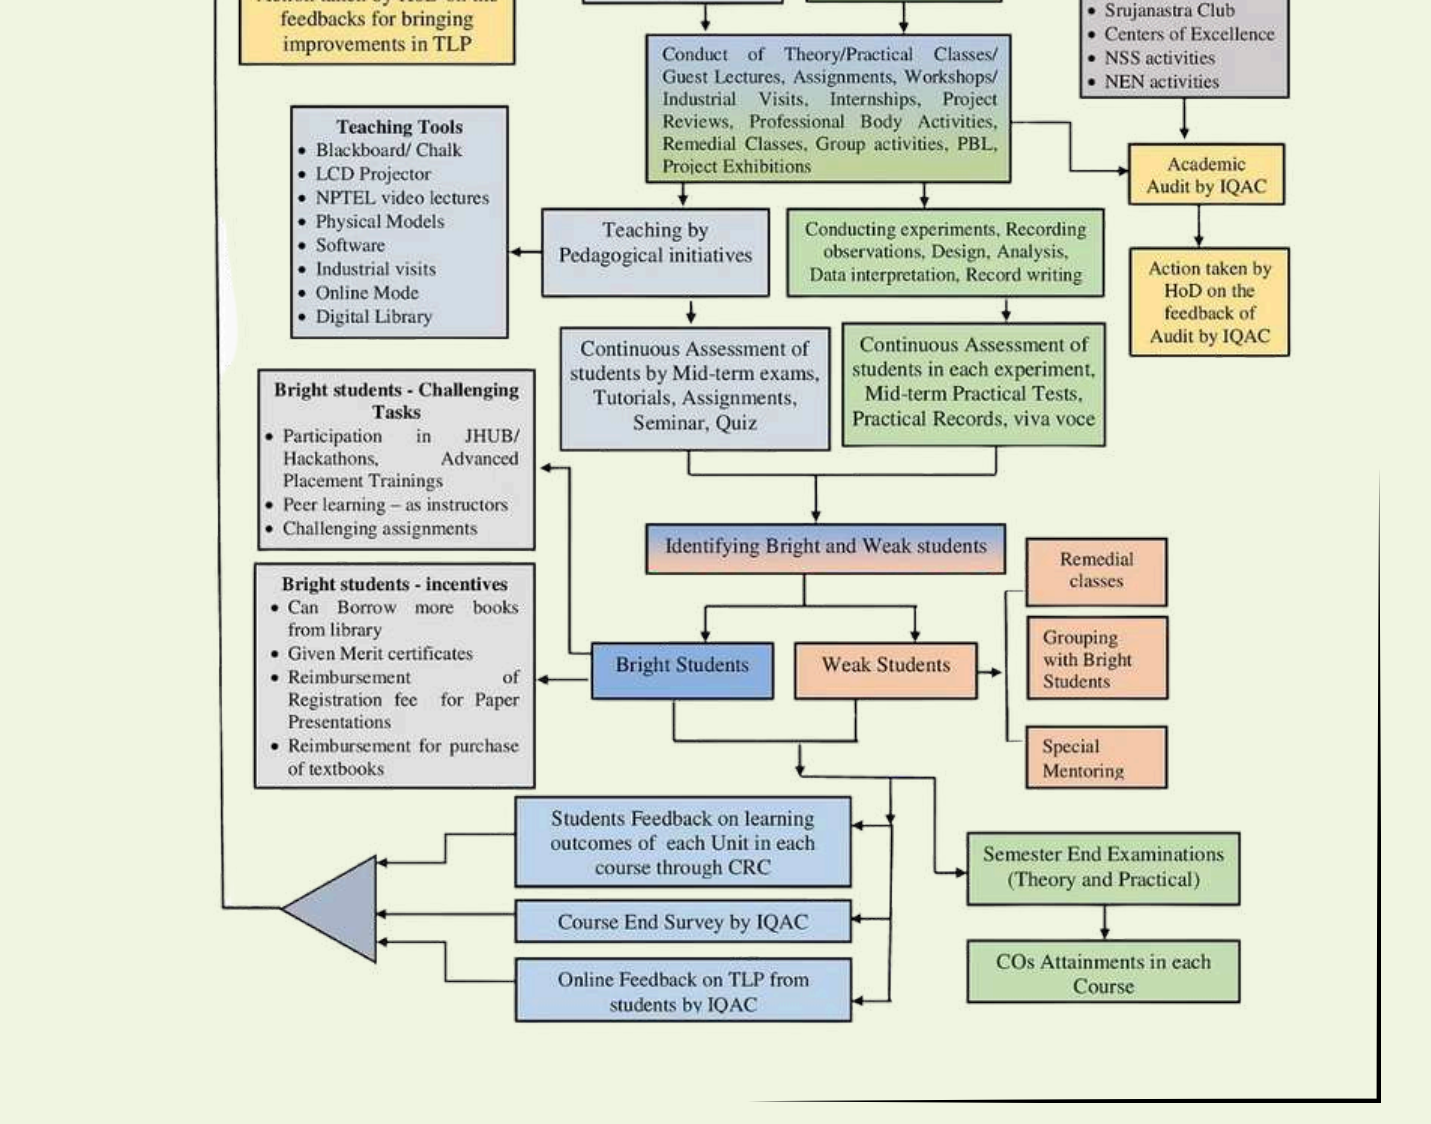 feedbacks for bringing
improvements in TLP
• Srujanastra Club
• Centers of Excellence
• NSS activities
• NEN activities
Conduct of Theory/Practical Classes/
Guest Lectures, Assignments, Workshops/
Industrial Visits, Internships, Project
Reviews, Professional Body Activities,
Remedial Classes, Group activities, PBL,
Project Exhibitions
Academic
Audit by IQAC
Teaching Tools
• Blackboard/ Chalk
• LCD Projector
• NPTEL video lectures
• Physical Models
• Software
• Industrial visits
• Online Mode
• Digital Library
Teaching by
Pedagogical initiatives
Conducting experiments, Recording
observations, Design, Analysis,
Data interpretation, Record writing
Action taken by
HoD on the
feedback of
Audit by IQAC
Continuous Assessment of
students by Mid-term exams,
Tutorials, Assignments,
Seminar, Quiz
Continuous Assessment of
students in each experiment,
Mid-term Practical Tests,
Practical Records, viva voce
Bright students - Challenging
Tasks
• Participation in JHUB/
Hackathons, Advanced
Placement Trainings
• Peer learning – as instructors
• Challenging assignments
Identifying Bright and Weak students
Remedial
classes
Bright students - incentives
• Can Borrow more books
from library
• Given Merit certificates
• Reimbursement of
Registration fee for Paper
Presentations
• Reimbursement for purchase
of textbooks
Bright Students
Weak Students
Grouping
with Bright
Students
Special
Mentoring
Students Feedback on learning
outcomes of each Unit in each
course through CRC
Semester End Examinations
(Theory and Practical)
Course End Survey by IQAC
COs Attainments in each
Course
Online Feedback on TLP from
students by IQAC